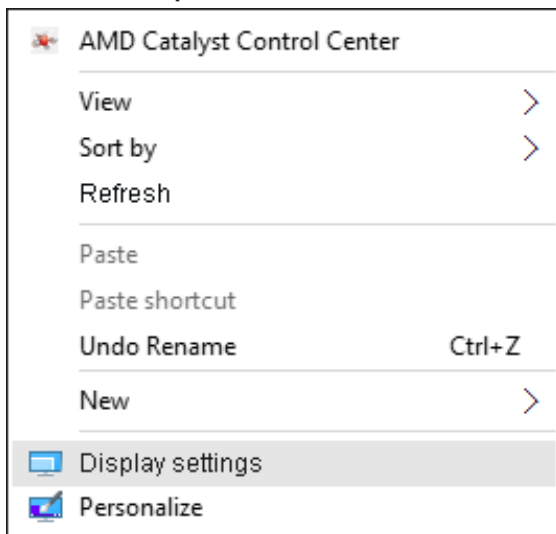 AMD Catalyst Control Center
View
Sort by
Refresh
Paste
Paste shortcut
Undo Rename Ctrl+Z
New
Display settings
Personalize